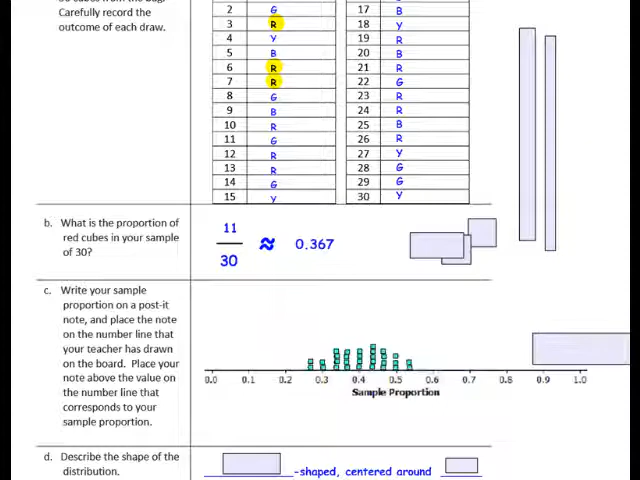 Carefully record the
outcome of each draw.
2 G 17 B
3 R 18 Y
4 Y 19 R
5 B 20 B
6 R 21 R
7 R 22 G
8 G 23 R
9 B 24 R
10 R 25 B
11 G 26 R
12 R 27 Y
13 R 28 G
14 G 29 G
15 Y 30 Y
b. What is the proportion of
red cubes in your sample
of 30?
11
30
≈ 0.367
c. Write your sample
proportion on a post-it
note, and place the note
on the number line that
your teacher has drawn
on the board. Place your
note above the value on
the number line that
corresponds to your
sample proportion.
0.0 0.1 0.2 0.3 0.4 0.5 0.6 0.7 0.8 0.9 1.0
Sample Proportion
d. Describe the shape of the
distribution.
-shaped, centered around